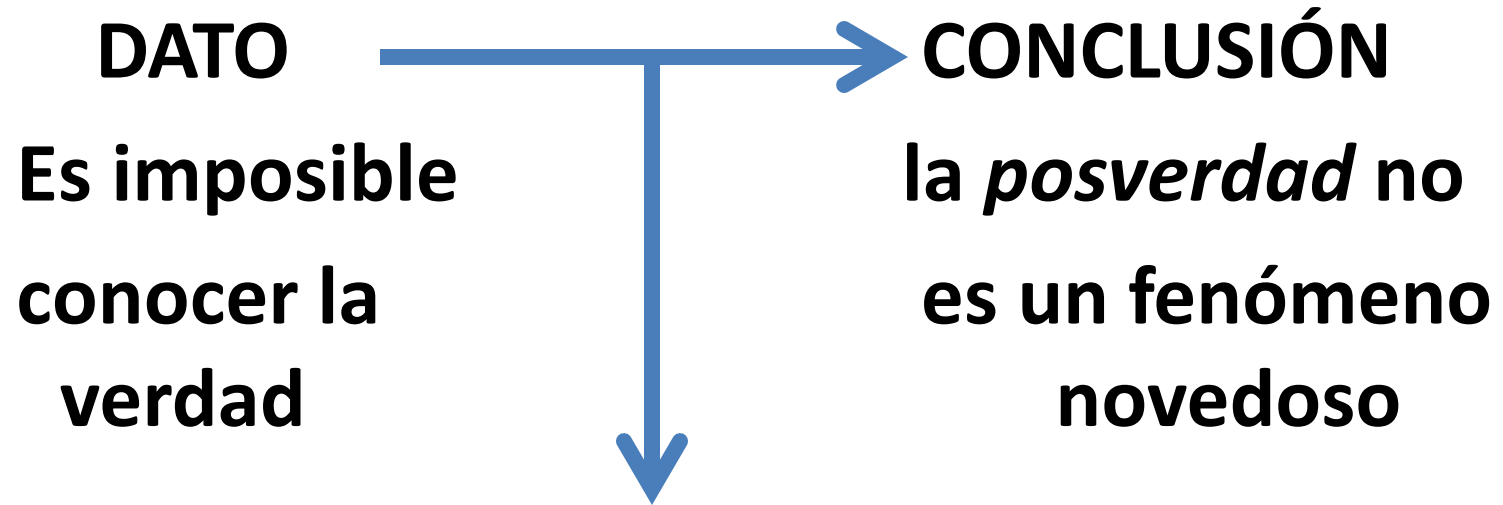 DATO
CONCLUSIÓN
Es imposible
conocer la
verdad
la posverdad no
es un fenómeno
novedoso